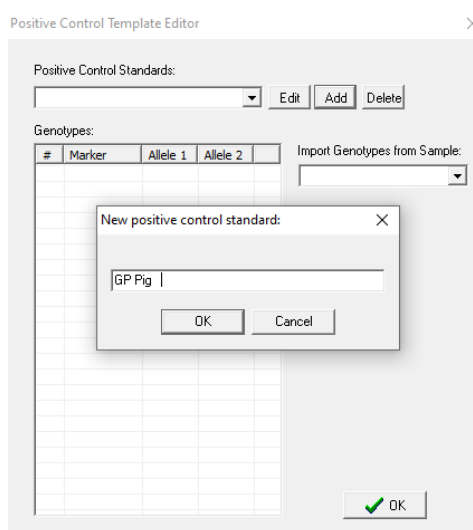 Positive Control Template Editor
Positive Control Standards:
Edit Add Delete
Genotypes:
Import Genotypes from Sample:
# Marker Allele 1 Allele 2
New positive control standard:
GP Pig
OK Cancel
OK